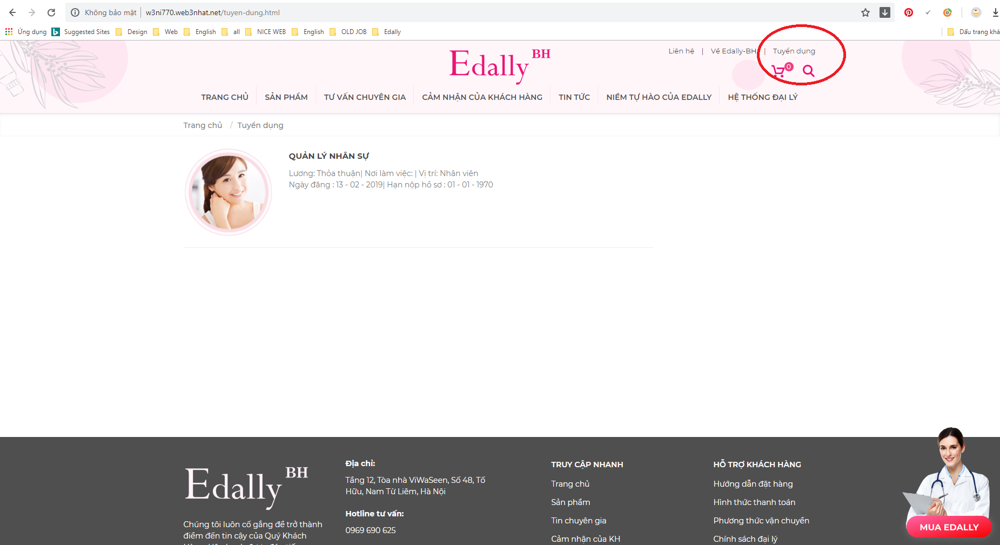 Không bảo mật | w3ni770.web3nhat.net/tuyen-dung.html
Ứng dụng Suggested Sites Design Web English all NICE WEB English OLD JOB Edally Dấu trang khá
Liên hệ | Về Edally-BH | Tuyển dụng
Edally BH
0
TRANG CHỦ SẢN PHẨM TƯ VẤN CHUYÊN GIA CẢM NHẬN CỦA KHÁCH HÀNG TIN TỨC NIỀM TỰ HÀO CỦA EDALLY HỆ THỐNG ĐẠI LÝ
Trang chủ / Tuyển dụng
QUẢN LÝ NHÂN SỰ
Lương: Thỏa thuận| Nơi làm việc: | Vị trí: Nhân viên
Ngày đăng : 13 - 02 - 2019| Hạn nộp hồ sơ : 01 - 01 - 1970
Edally BH
Chúng tôi luôn cố gắng để trở thành
điểm đến tin cậy của Quý Khách
Địa chỉ:
Tầng 12, Tòa nhà ViWaSeen, Số 48, Tố
Hữu, Nam Từ Liêm, Hà Nội
Hotline tư vấn:
0969 690 625
TRUY CẬP NHANH
Trang chủ
Sản phẩm
Tin chuyên gia
Cảm nhận của KH
HỖ TRỢ KHÁCH HÀNG
Hướng dẫn đặt hàng
Hình thức thanh toán
Phương thức vận chuyển
Chính sách đại lý
MUA EDALLY